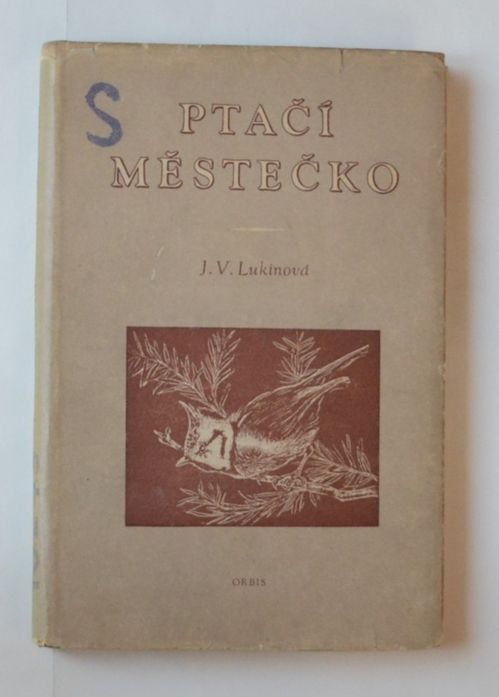 S
PTAČÍ
MĚSTEČKO
J. V. Lukinová
ORBIS